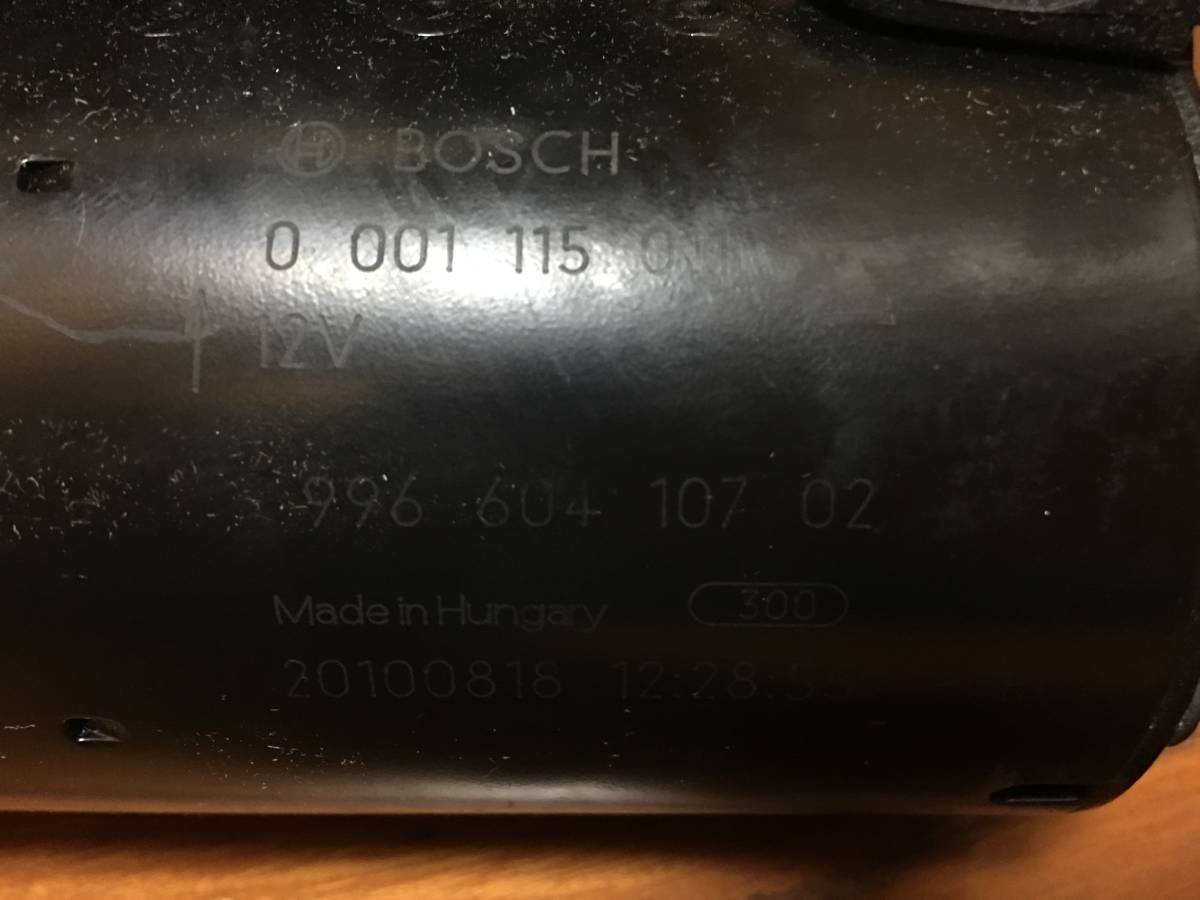 BOSCH
0 001 115
12V
996 604 107 02
Made in Hungary 300
20100818